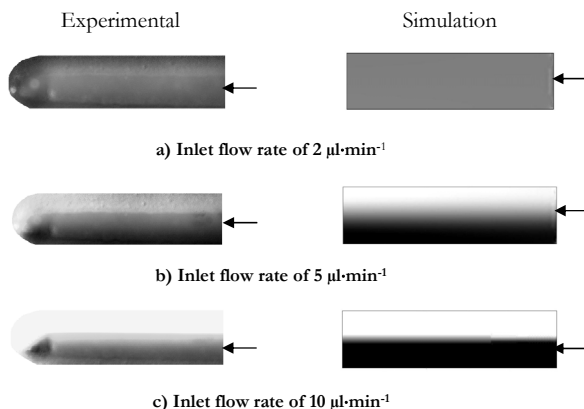 Experimental Simulation
a) Inlet flow rate of 2 µl·min-1
b) Inlet flow rate of 5 µl·min-1
c) Inlet flow rate of 10 µl·min-1